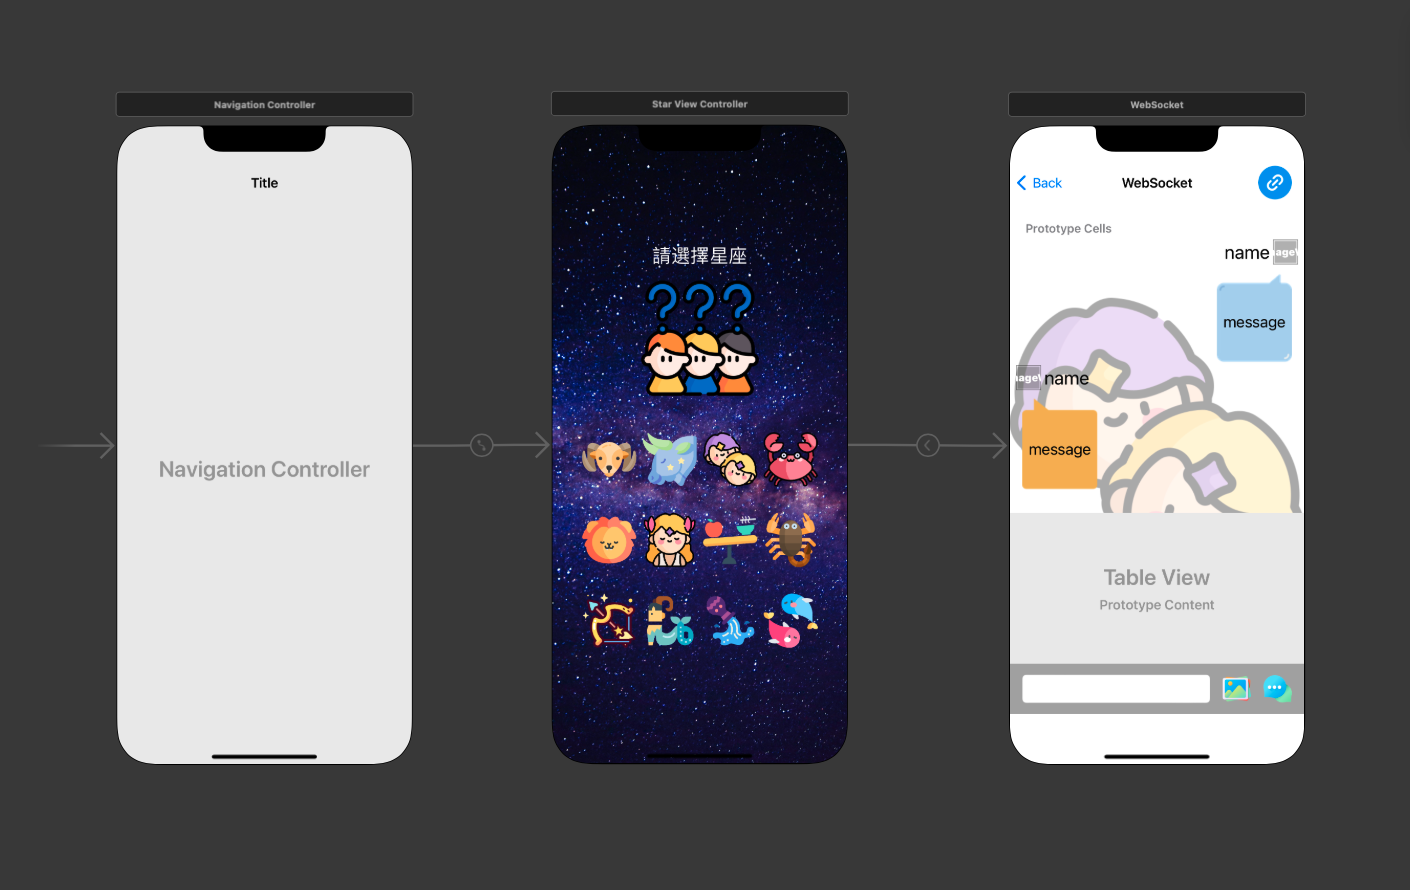 Navigation Controller
Title
Navigation Controller
Star View Controller
請選擇星座
???
WebSocket
Back
WebSocket
Prototype Cells
name
message
name
message
Table View
Prototype Content